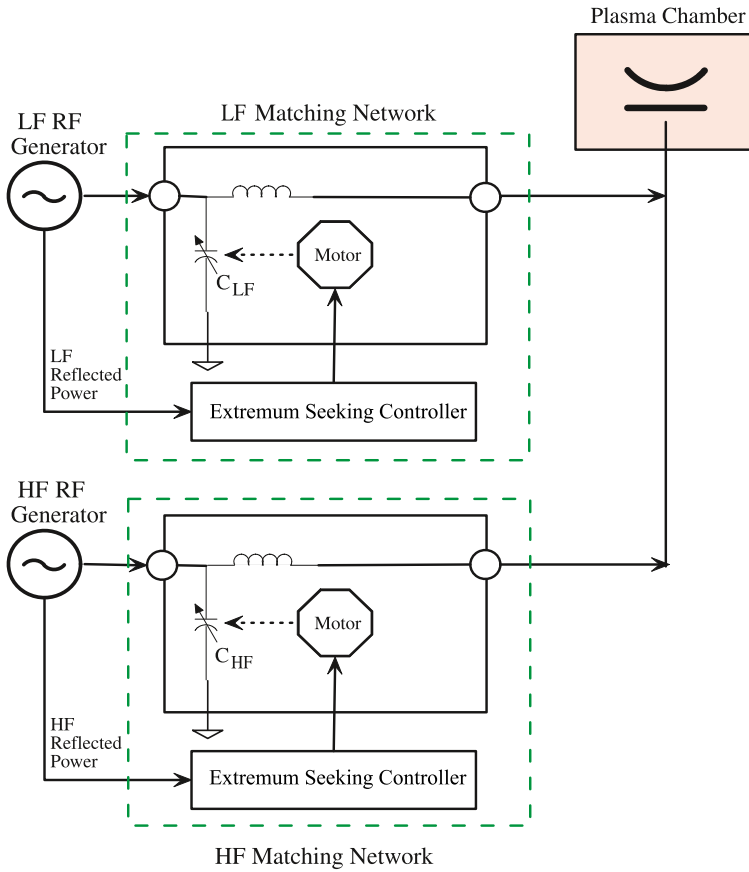 Plasma Chamber
LF Matching Network
LF RF
Generator
Motor
CLF
LF
Reflected
Power
Extremum Seeking Controller
HF RF
Generator
Motor
CHF
HF
Reflected
Power
Extremum Seeking Controller
HF Matching Network